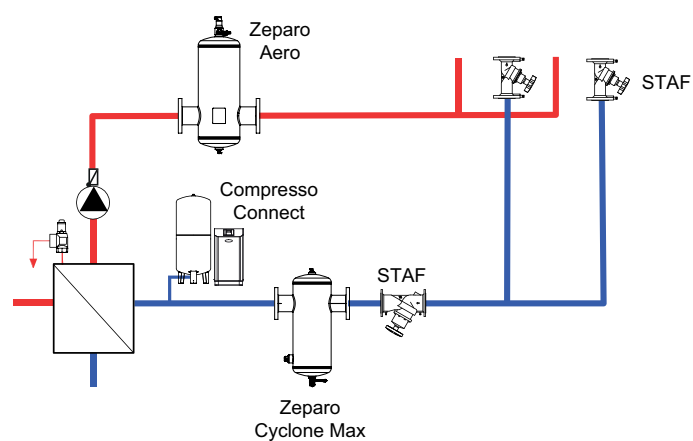 Zeparo
Aero
STAF
Compresso
Connect
STAF
Zeparo
Cyclone Max